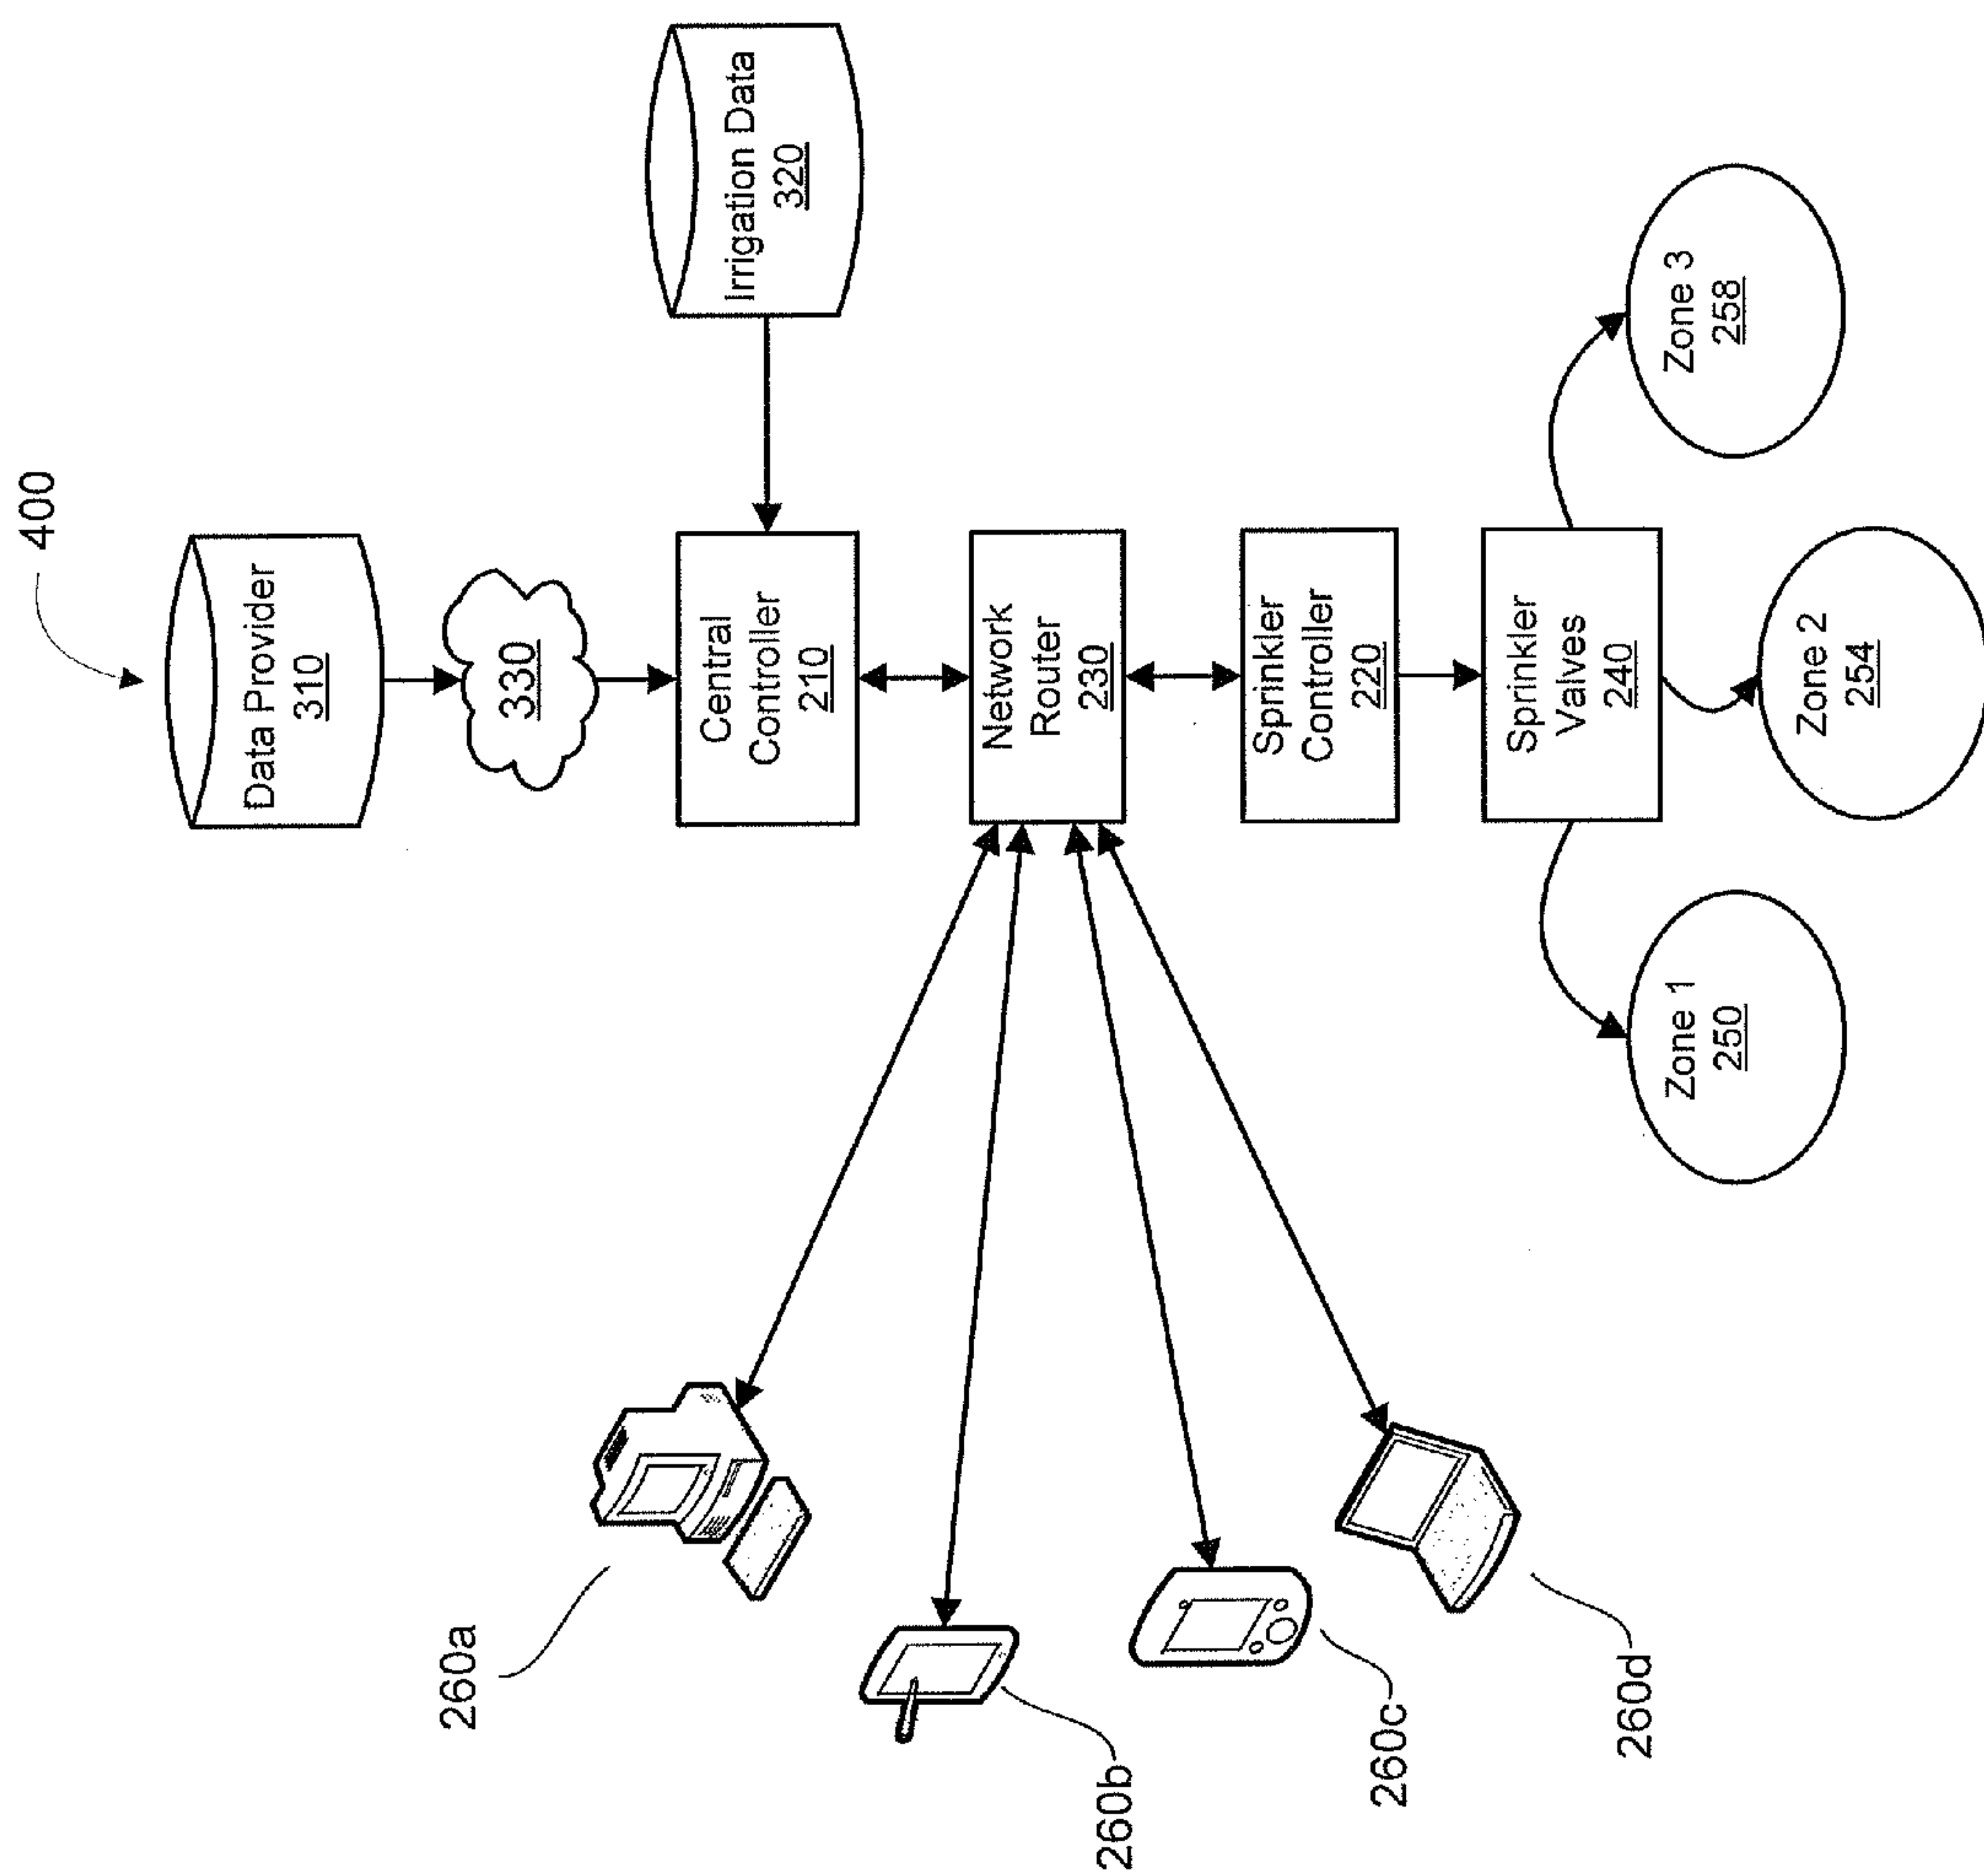 400
Data Provider
310
330
Irrigation Data
320
Central
Controller
210
Network
Router
230
Sprinkler
Controller
220
Sprinkler
Valves
240
Zone 1
250
Zone 2
254
Zone 3
258
260a
260b
260c
260d